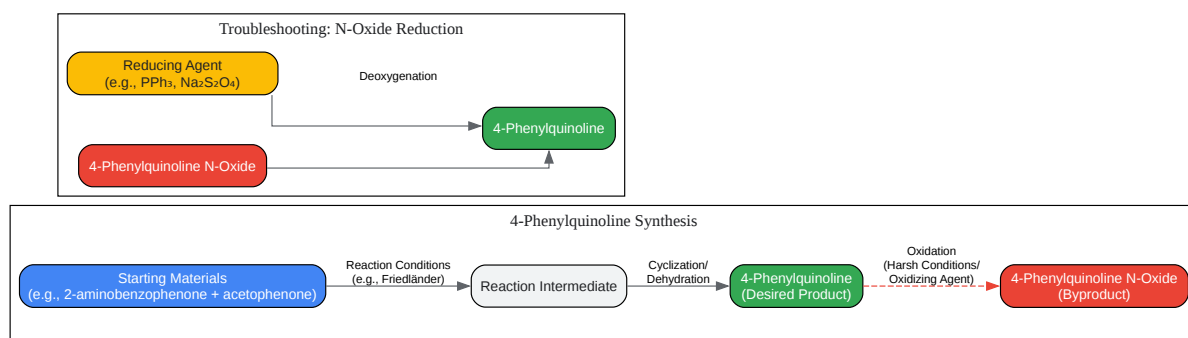 Troubleshooting: N-Oxide Reduction
Reducing Agent
(e.g., PPh₃, Na₂S₂O₄)
Deoxygenation
4-Phenylquinoline
4-Phenylquinoline N-Oxide
4-Phenylquinoline Synthesis
Starting Materials
(e.g., 2-aminobenzophenone + acetophenone)
Reaction Conditions
(e.g., Friedländer)
Reaction Intermediate
Cyclization/
Dehydration
4-Phenylquinoline
(Desired Product)
Oxidation
(Harsh Conditions/
Oxidizing Agent)
4-Phenylquinoline N-Oxide
(Byproduct)